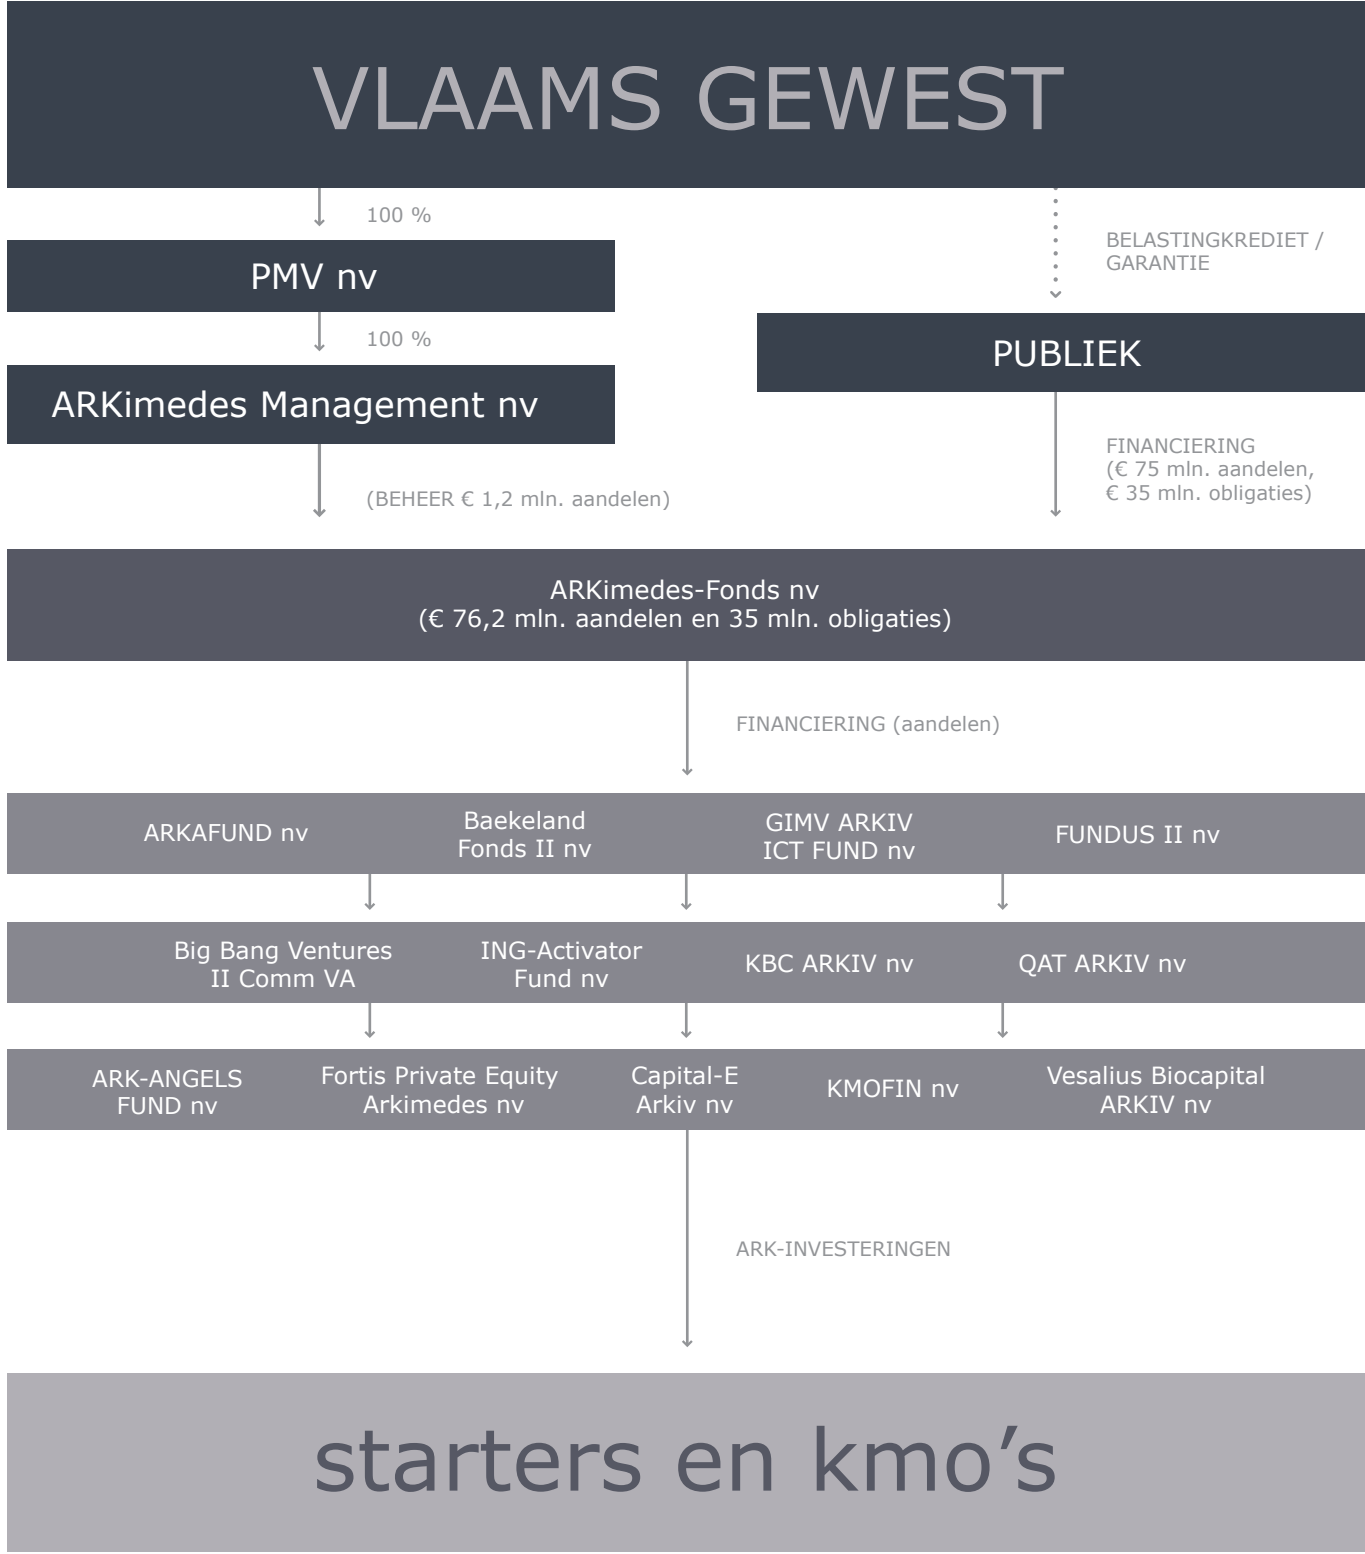 VLAAMS GEWEST
100 %
PMV nv
100 %
ARKimedes Management nv
(BEHEER € 1,2 mln. aandelen)
BELASTINGKREDIET /
GARANTIE
PUBLIEK
FINANCIERING
(€ 75 mln. aandelen,
€ 35 mln. obligaties)
ARKimedes-Fonds nv
(€ 76,2 mln. aandelen en 35 mln. obligaties)
FINANCIERING (aandelen)
ARKAFUND nv
Baekeland
Fonds II nv
GIMV ARKIV
ICT FUND nv
FUNDUS II nv
Big Bang Ventures
II Comm VA
ING-Activator
Fund nv
KBC ARKIV nv
QAT ARKIV nv
ARK-ANGELS
FUND nv
Fortis Private Equity
Arkimedes nv
Capital-E
Arkiv nv
KMOFIN nv
Vesalius Biocapital
ARKIV nv
ARK-INVESTERINGEN
starters en kmo’s